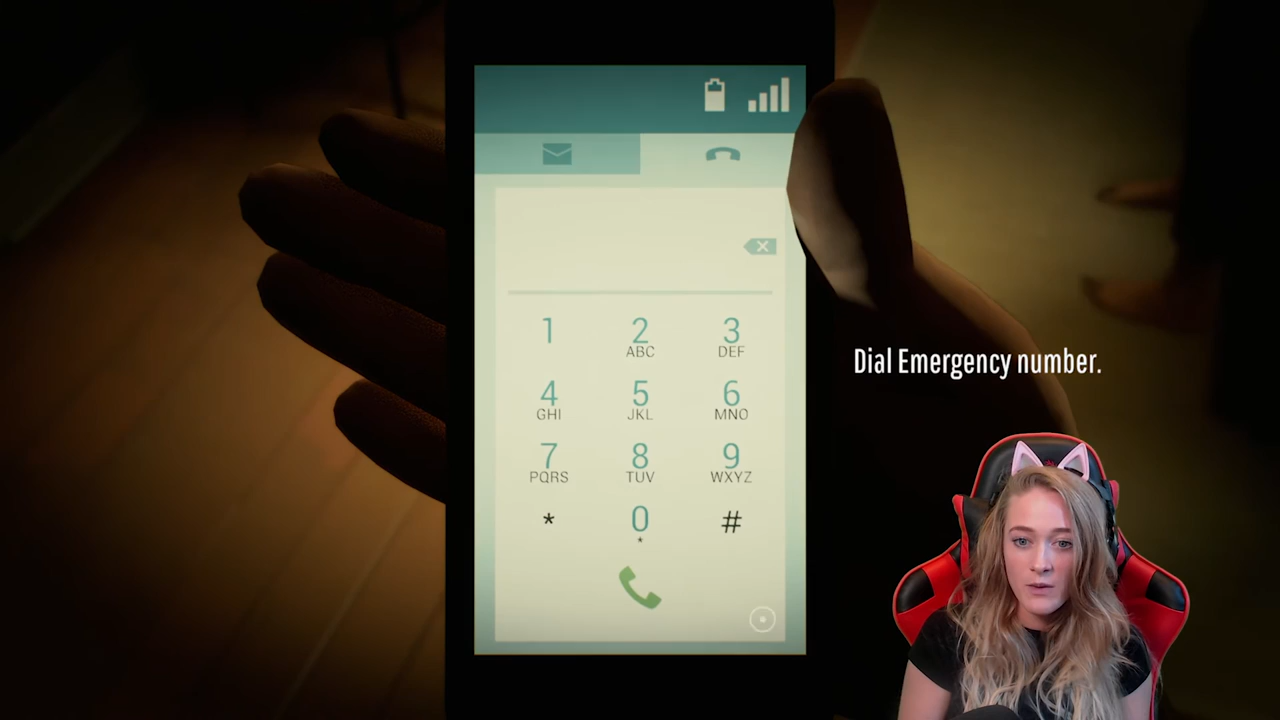 1 2 3
ABC DEF
4 5 6
GHI JKL MNO
7 8 9
PQRS TUV WXYZ
* 0 #
Dial Emergency number.